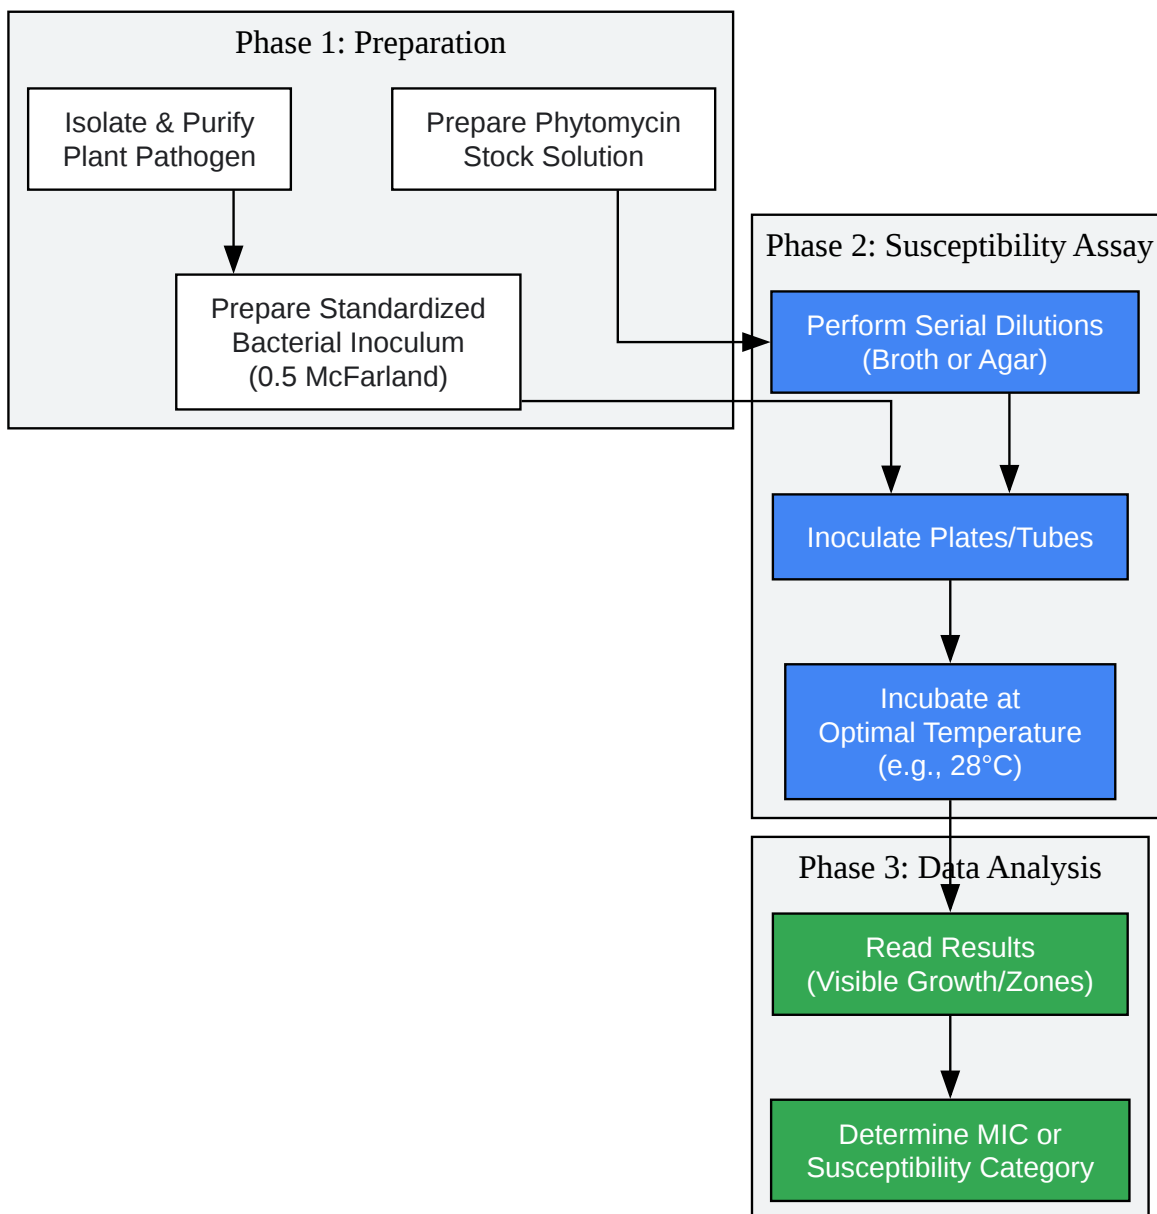 Phase 1: Preparation
Isolate & Purify
Plant Pathogen
Prepare Phytomycin
Stock Solution
Prepare Standardized
Bacterial Inoculum
(0.5 McFarland)
Phase 2: Susceptibility Assay
Perform Serial Dilutions
(Broth or Agar)
Inoculate Plates/Tubes
Incubate at
Optimal Temperature
(e.g., 28°C)
Phase 3: Data Analysis
Read Results
(Visible Growth/Zones)
Determine MIC or
Susceptibility Category